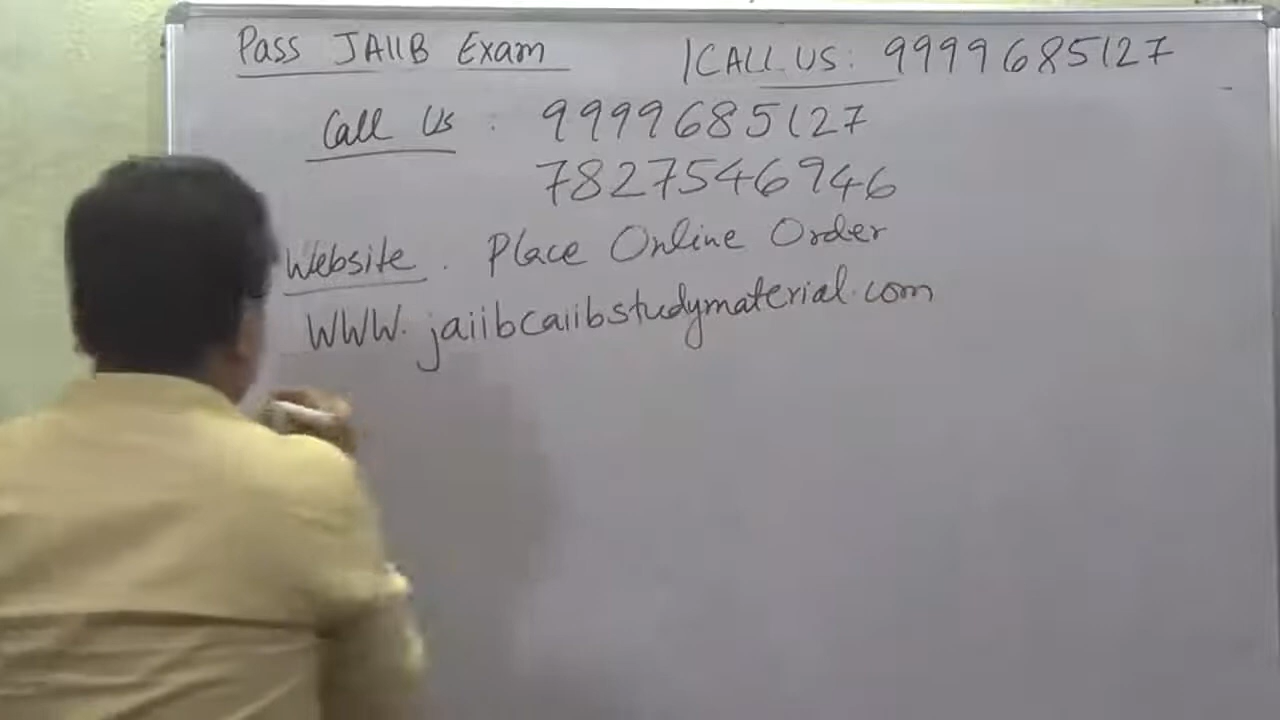 Pass JAIIB Exam |CALL US: 9999685127
Call Us : 9999685127
7827546946
Website. Place Online Order
WWW.jaiibcaiibstudymaterial.com